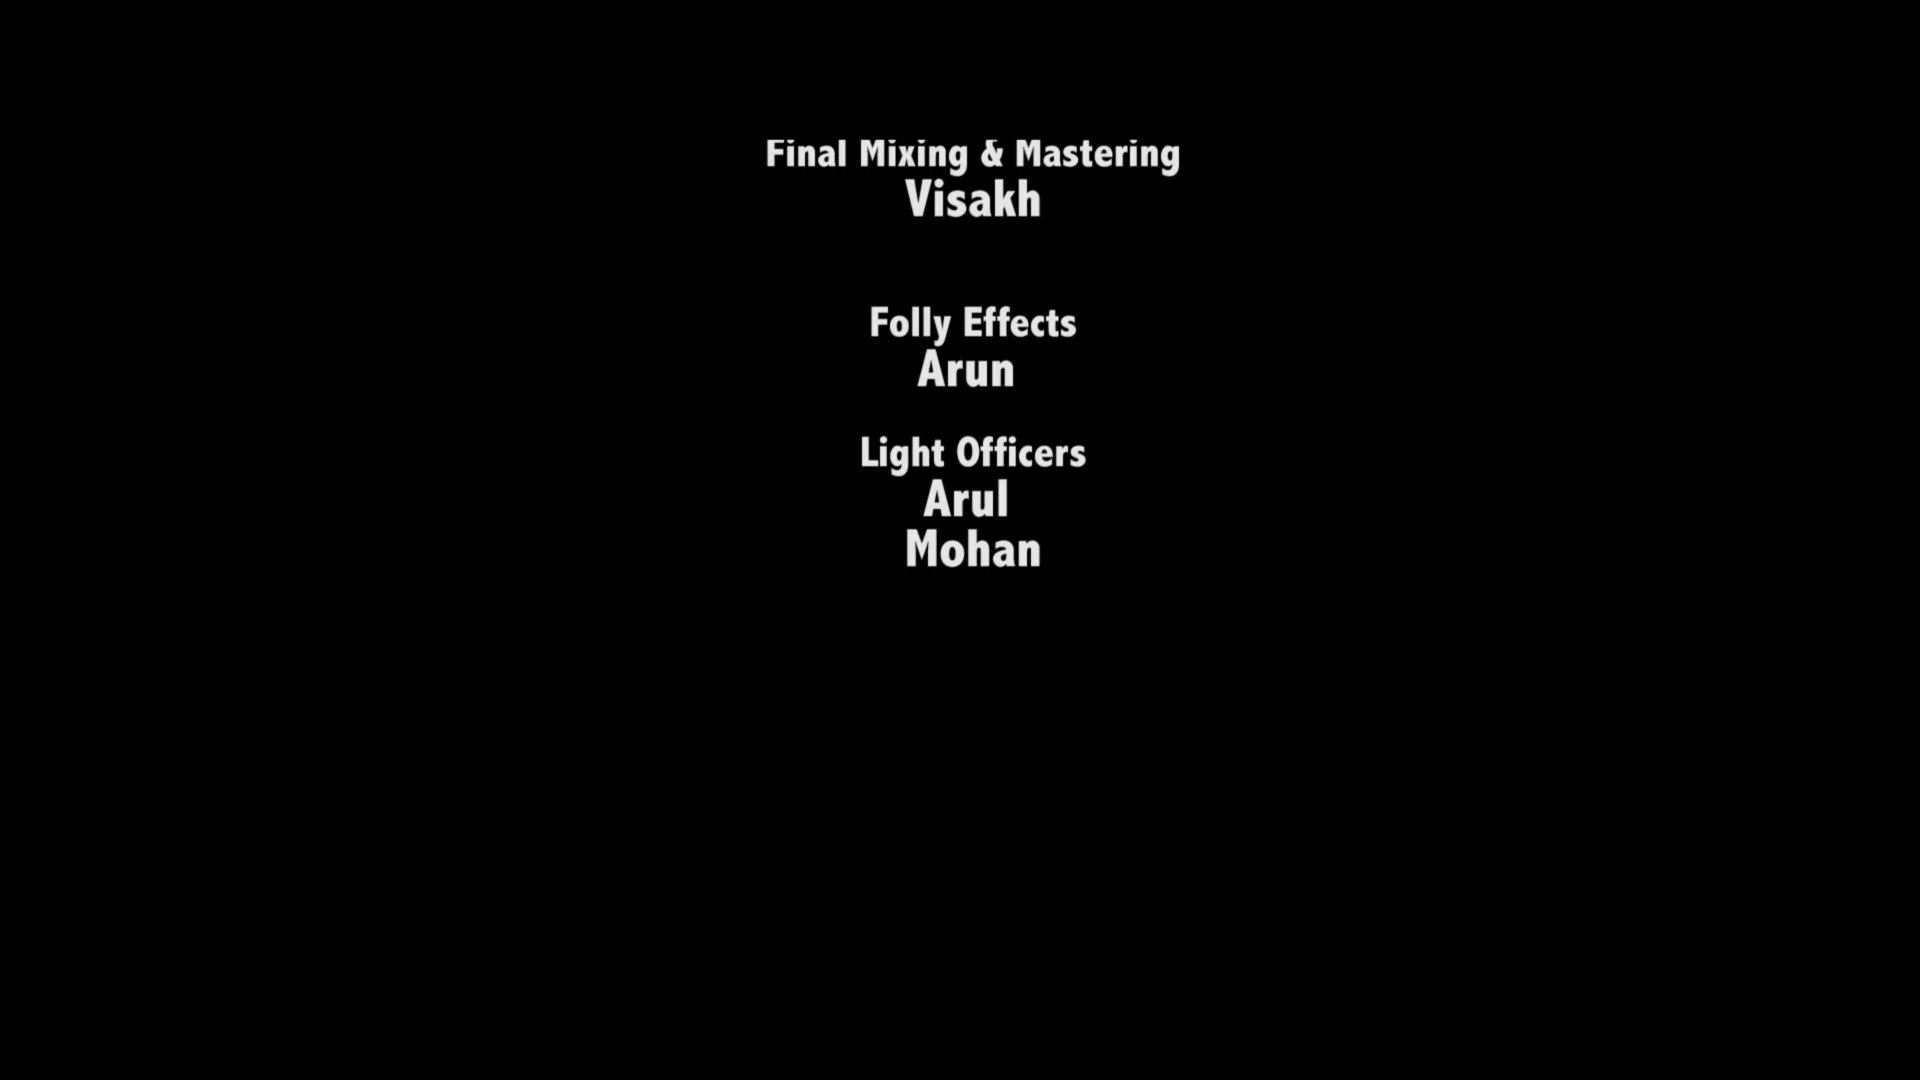 Final Mixing & Mastering
Visakh
Folly Effects
Arun
Light Officers
Arul
Mohan